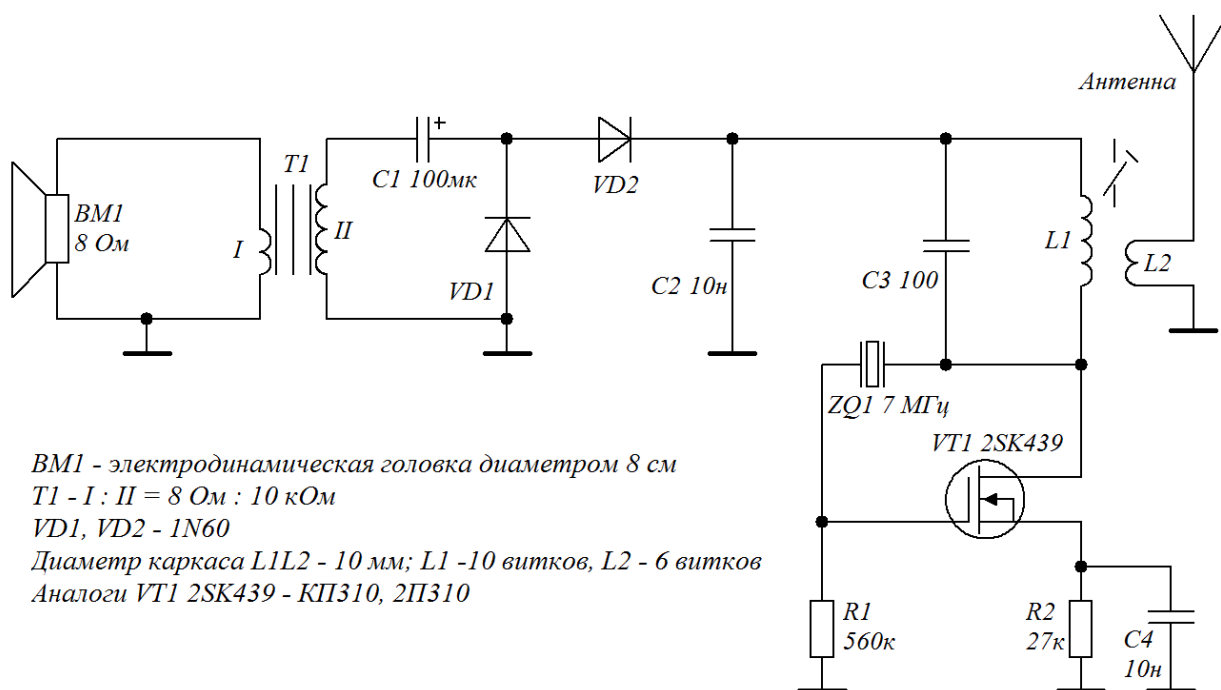 Антенна
T1
C1 100мк
VD2
BM1
8 Ом
I
II
VD1
C2 10н
C3 100
L1
L2
ZQ1 7 МГц
VT1 2SK439
BM1 - электродинамическая головка диаметром 8 см
T1 - I : II = 8 Ом : 10 кОм
VD1, VD2 - 1N60
Диаметр каркаса L1L2 - 10 мм; L1 -10 витков, L2 - 6 витков
Аналоги VT1 2SK439 - КП310, 2П310
R1
560к
R2
27к
C4
10н